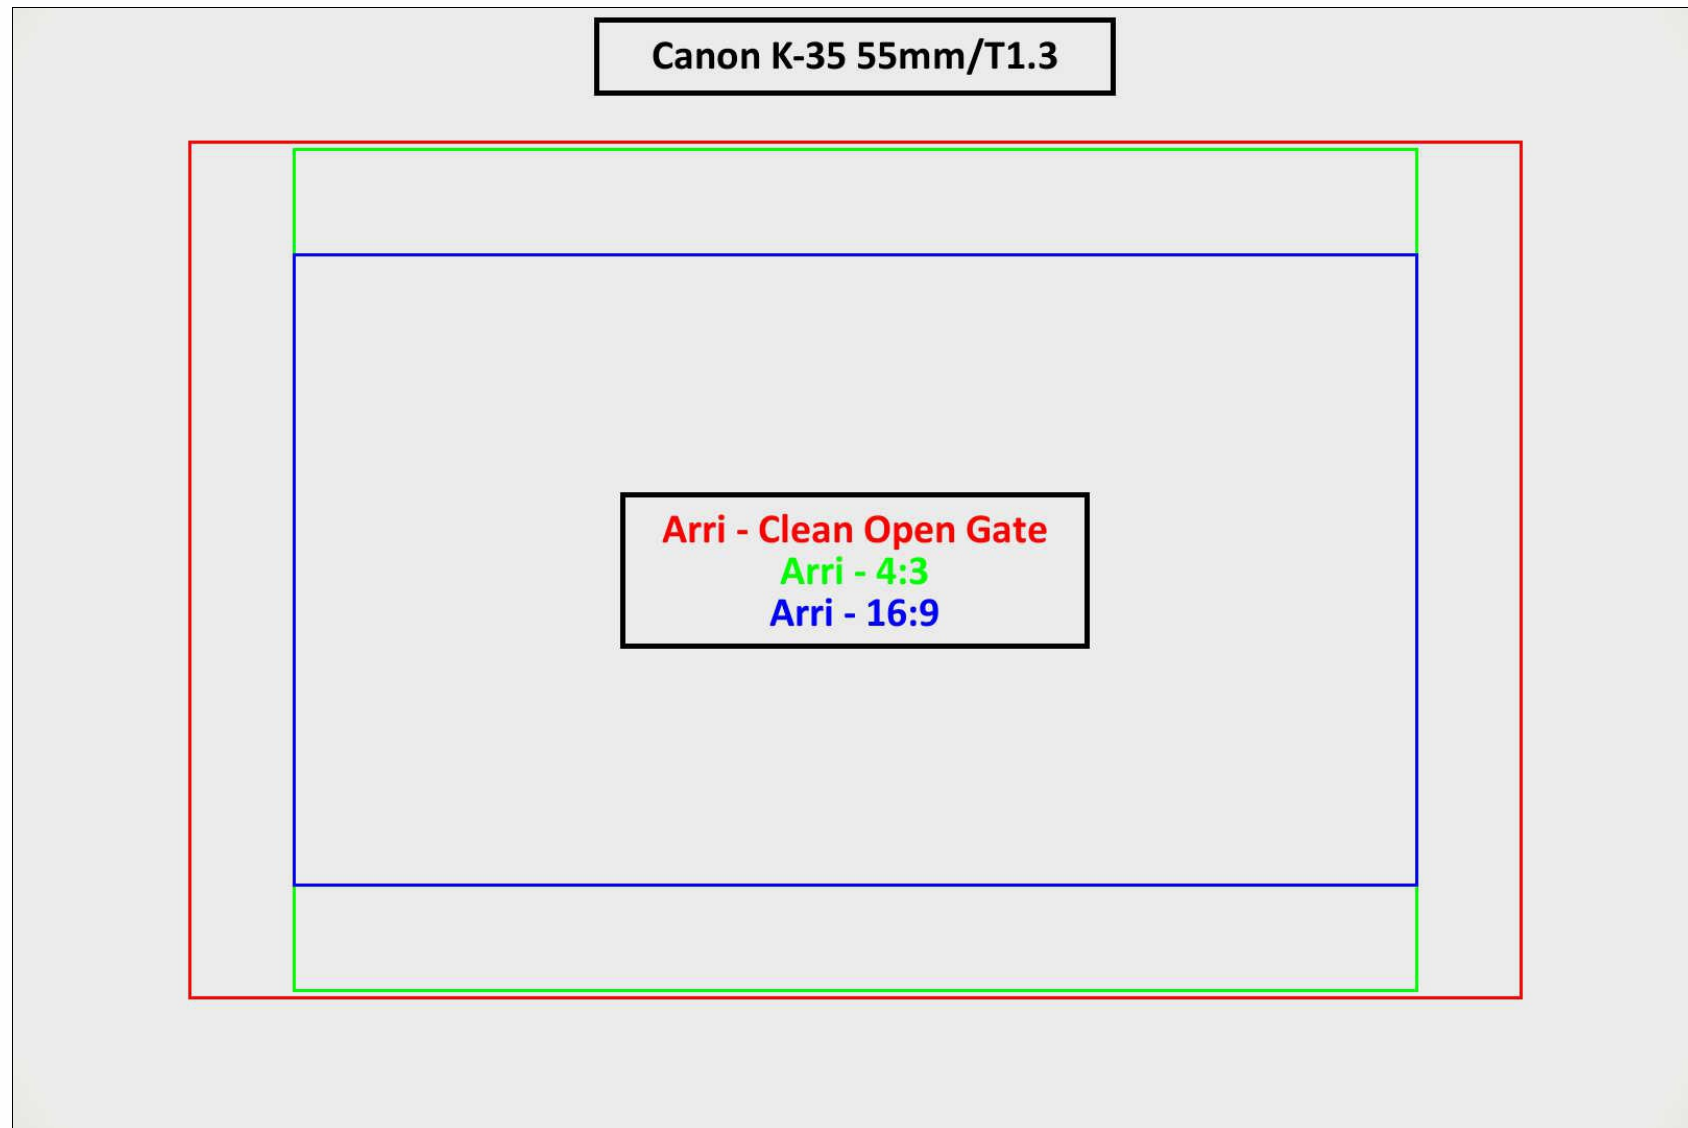 Canon K-35 55mm/T1.3
Arri - Clean Open Gate
Arri - 4:3
Arri - 16:9